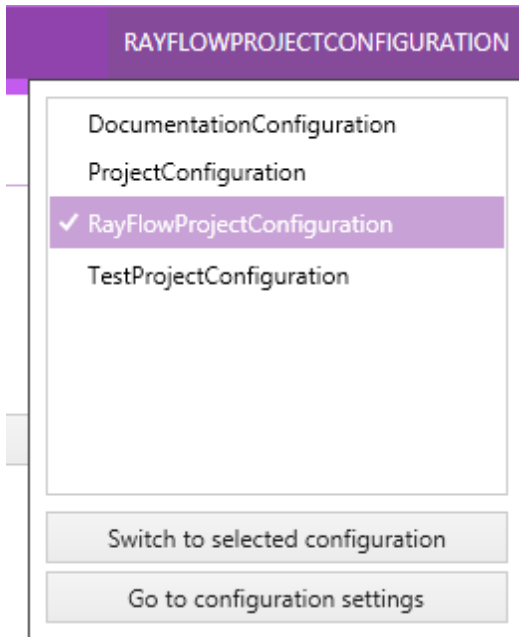 RAYFLOWPROJECTCONFIGURATION
DocumentationConfiguration
ProjectConfiguration
RayFlowProjectConfiguration
TestProjectConfiguration
Switch to selected configuration
Go to configuration settings